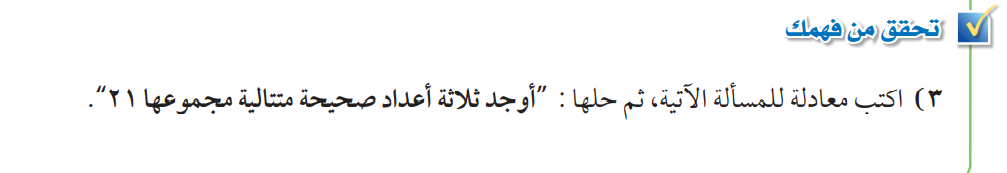 تحقق من فهمك
٣) اكتب معادلة للمسألة الآتية، ثم حلها : "أوجد ثلاثة أعداد صحيحة متتالية مجموعها ٢١".